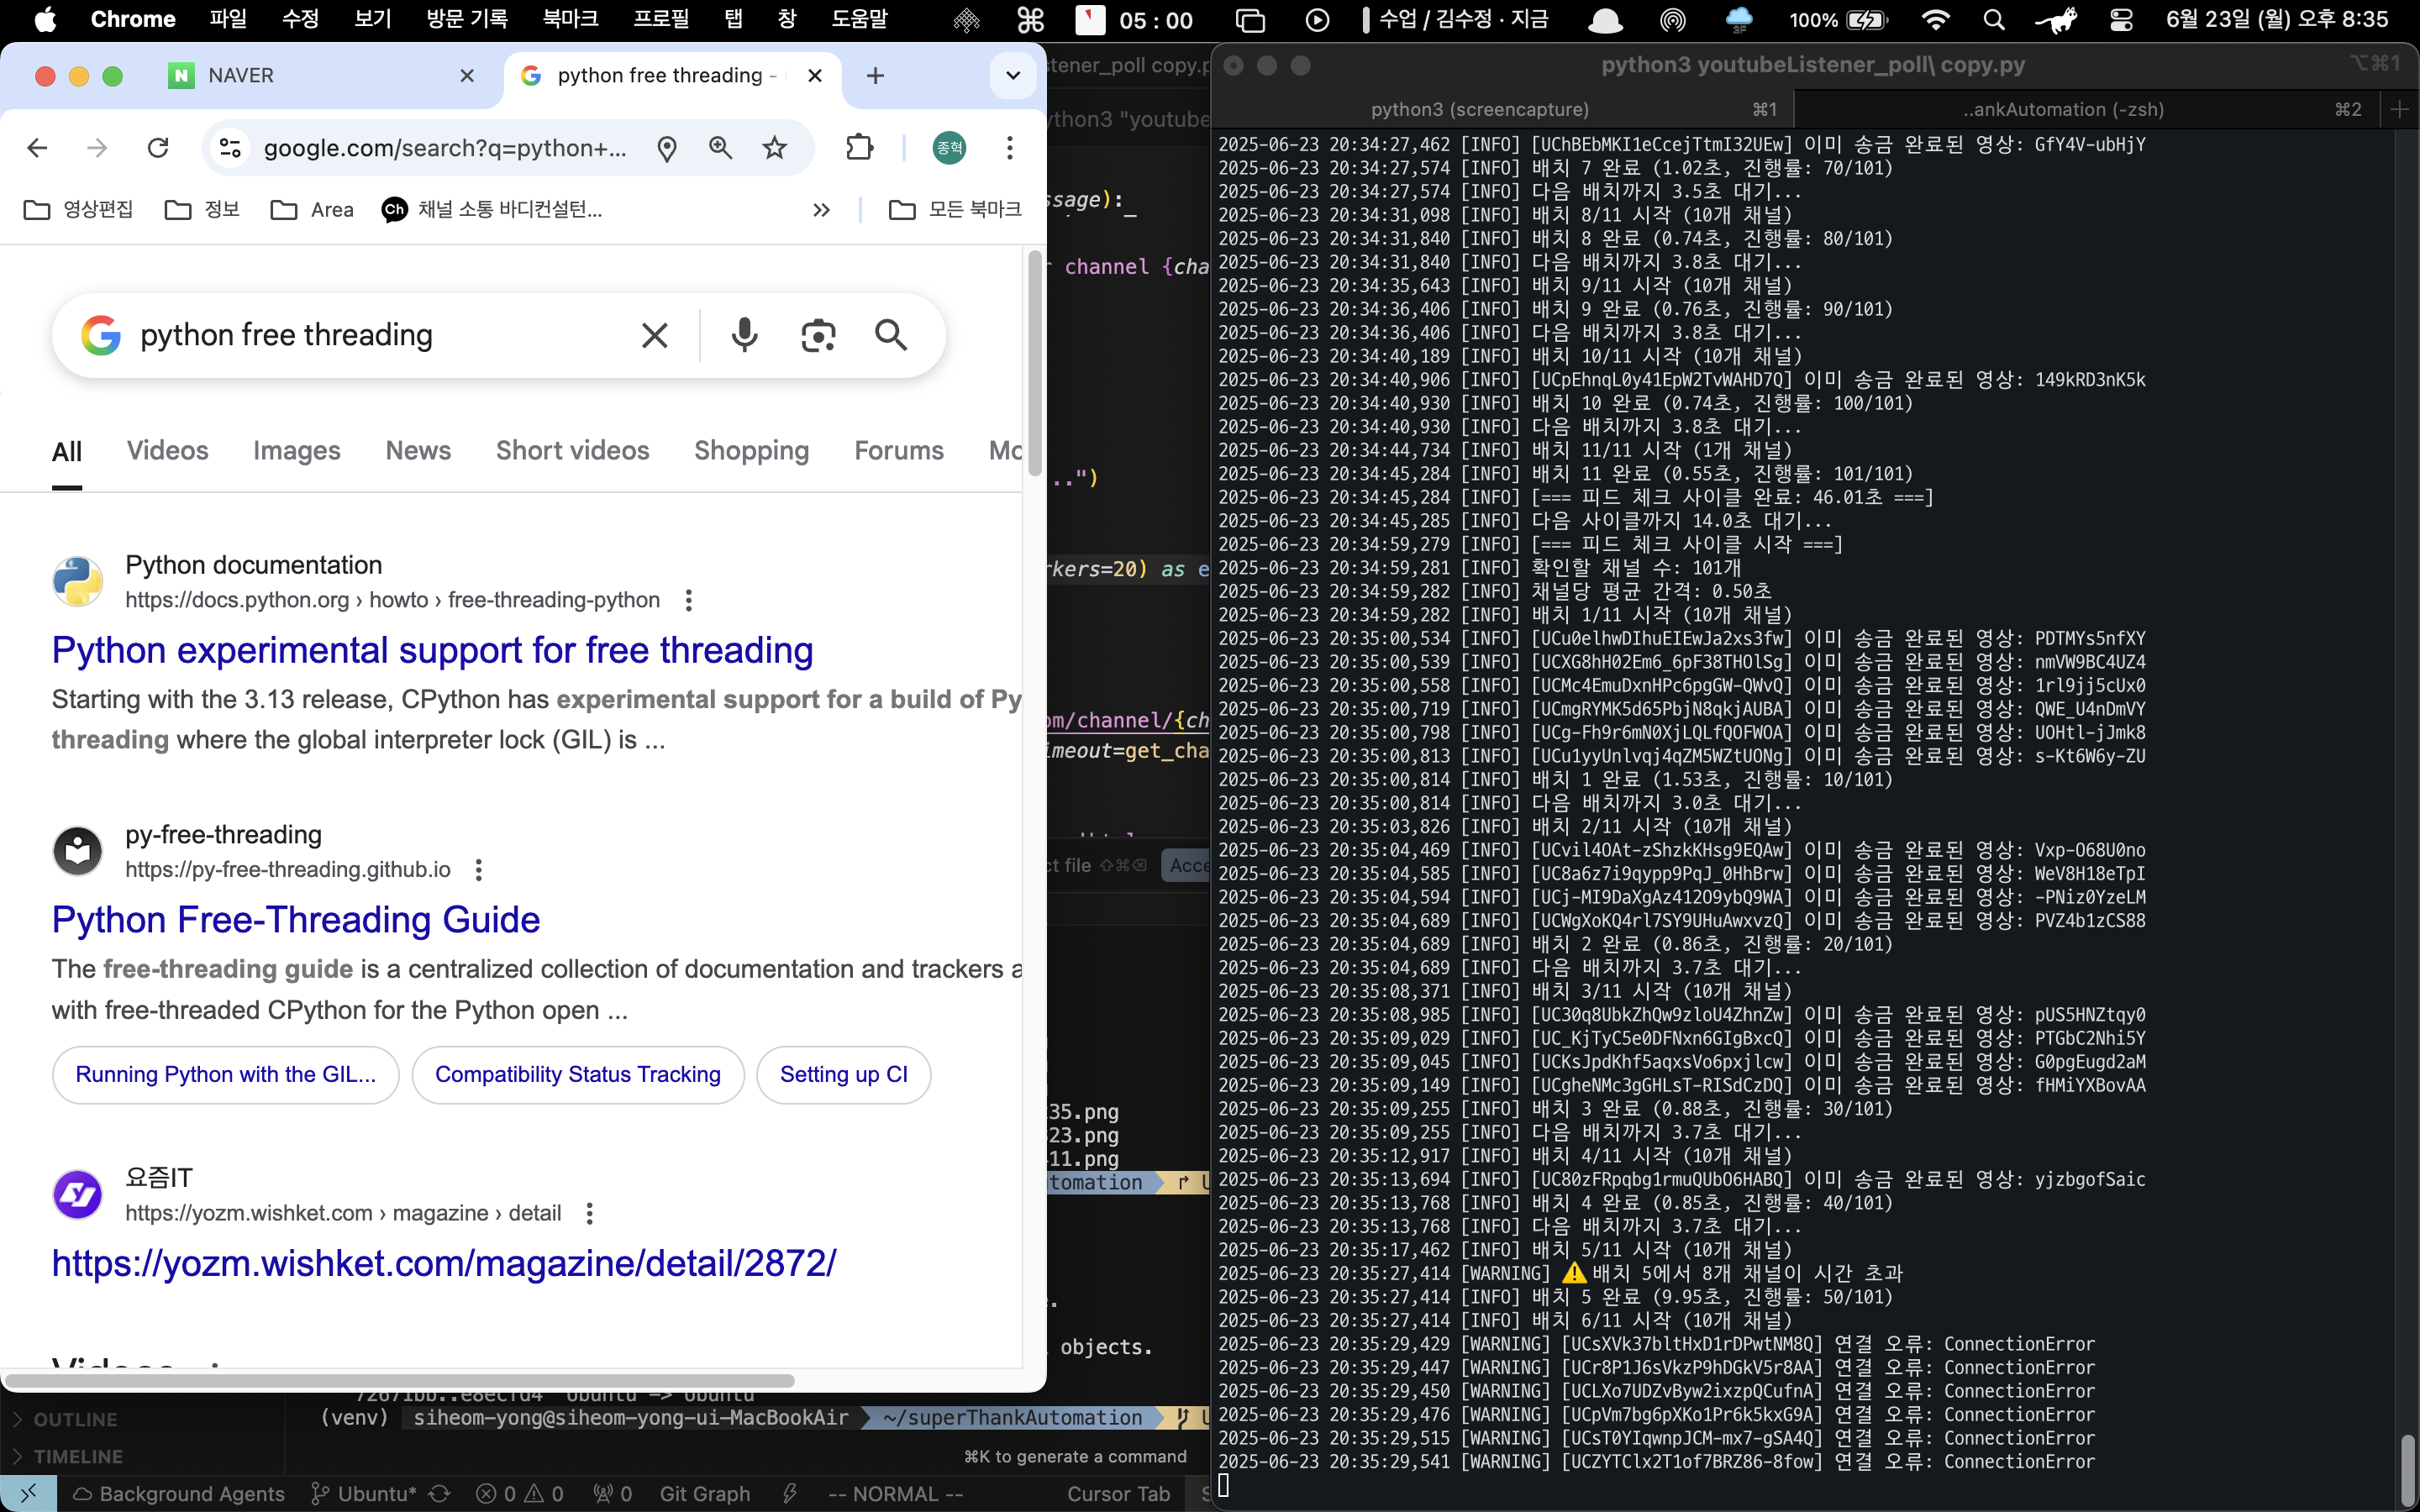 Chrome 파일 수정 보기 방문 기록 북마크 프로필 탭 창 도움말 05 : 00 수업 / 김수정 · 지금 100% 6월 23일 (월) 오후 8:35
NAVER
python free threading -
google.com/search?q=python+...
종혁
영상편집 정보 Area 채널 소통 바디컨설턴... » 모든 북마크
python free threading
All Videos Images News Short videos Shopping Forums Mo
Python documentation
https://docs.python.org › howto › free-threading-python
Python experimental support for free threading
Starting with the 3.13 release, CPython has experimental support for a build of Py
threading where the global interpreter lock (GIL) is ...
py-free-threading
https://py-free-threading.github.io
Python Free-Threading Guide
The free-threading guide is a centralized collection of documentation and trackers a
with free-threaded CPython for the Python open ...
Running Python with the GIL...
Compatibility Status Tracking
Setting up CI
요즘IT
https://yozm.wishket.com › magazine › detail
https://yozm.wishket.com/magazine/detail/2872/
stener_poll copy.p
ython3 "youtube
ssage):
r channel {cha
..")
rkers=20) as e
om/channel/{ch
imeout=get_cha
ct file ⇧⌘⌫ Acce
35.png
23.png
11.png
tomation
objects.
(venv) siheom-yong@siheom-yong-ui-MacBookAir ~/superThankAutomation
OUTLINE
TIMELINE
⌘K to generate a command
Background Agents Ubuntu* 0 0 0 Git Graph -- NORMAL -- Cursor Tab
python3 youtubeListener_poll\ copy.py ⌥⌘1
python3 (screencapture) ⌘1 ..ankAutomation (-zsh) ⌘2
2025-06-23 20:34:27,462 [INFO] [UChBEbMKI1eCcejTtmI32UEw] 이미 송금 완료된 영상: GfY4V-ubHjY
2025-06-23 20:34:27,574 [INFO] 배치 7 완료 (1.02초, 진행률: 70/101)
2025-06-23 20:34:27,574 [INFO] 다음 배치까지 3.5초 대기...
2025-06-23 20:34:31,098 [INFO] 배치 8/11 시작 (10개 채널)
2025-06-23 20:34:31,840 [INFO] 배치 8 완료 (0.74초, 진행률: 80/101)
2025-06-23 20:34:31,840 [INFO] 다음 배치까지 3.8초 대기...
2025-06-23 20:34:35,643 [INFO] 배치 9/11 시작 (10개 채널)
2025-06-23 20:34:36,406 [INFO] 배치 9 완료 (0.76초, 진행률: 90/101)
2025-06-23 20:34:36,406 [INFO] 다음 배치까지 3.8초 대기...
2025-06-23 20:34:40,189 [INFO] 배치 10/11 시작 (10개 채널)
2025-06-23 20:34:40,906 [INFO] [UCpEhnqL0y41EpW2TvWAHD7Q] 이미 송금 완료된 영상: 149kRD3nK5k
2025-06-23 20:34:40,930 [INFO] 배치 10 완료 (0.74초, 진행률: 100/101)
2025-06-23 20:34:40,930 [INFO] 다음 배치까지 3.8초 대기...
2025-06-23 20:34:44,734 [INFO] 배치 11/11 시작 (1개 채널)
2025-06-23 20:34:45,284 [INFO] 배치 11 완료 (0.55초, 진행률: 101/101)
2025-06-23 20:34:45,284 [INFO] [=== 피드 체크 사이클 완료: 46.01초 ===]
2025-06-23 20:34:45,285 [INFO] 다음 사이클까지 14.0초 대기...
2025-06-23 20:34:59,279 [INFO] [=== 피드 체크 사이클 시작 ===]
2025-06-23 20:34:59,281 [INFO] 확인할 채널 수: 101개
2025-06-23 20:34:59,282 [INFO] 채널당 평균 간격: 0.50초
2025-06-23 20:34:59,282 [INFO] 배치 1/11 시작 (10개 채널)
2025-06-23 20:35:00,534 [INFO] [UCu0elhwDIhuEIEwJa2xs3fw] 이미 송금 완료된 영상: PDTMYs5nfXY
2025-06-23 20:35:00,539 [INFO] [UCXG8hH02Em6_6pF38THOlSg] 이미 송금 완료된 영상: nmVW9BC4UZ4
2025-06-23 20:35:00,558 [INFO] [UCMc4EmuDxnHPc6pgGW-QWvQ] 이미 송금 완료된 영상: 1rl9jj5cUx0
2025-06-23 20:35:00,719 [INFO] [UCmgRYMK5d65PbjN8qkjAUBA] 이미 송금 완료된 영상: QWE_U4nDmVY
2025-06-23 20:35:00,798 [INFO] [UCg-Fh9r6mN0XjLQLfQOFWOA] 이미 송금 완료된 영상: UOHtl-jJmk8
2025-06-23 20:35:00,813 [INFO] [UCu1yyUnlvqj4qZM5WZtUONg] 이미 송금 완료된 영상: s-Kt6W6y-ZU
2025-06-23 20:35:00,814 [INFO] 배치 1 완료 (1.53초, 진행률: 10/101)
2025-06-23 20:35:00,814 [INFO] 다음 배치까지 3.0초 대기...
2025-06-23 20:35:03,826 [INFO] 배치 2/11 시작 (10개 채널)
2025-06-23 20:35:04,469 [INFO] [UCvil4OAt-zShzkKHsg9EQAw] 이미 송금 완료된 영상: Vxp-O68U0no
2025-06-23 20:35:04,585 [INFO] [UC8a6z7i9qypp9PqJ_0HhBrw] 이미 송금 완료된 영상: WeV8H18eTpI
2025-06-23 20:35:04,594 [INFO] [UCj-MI9DaXgAz412O9ybQ9WA] 이미 송금 완료된 영상: -PNiz0YzeLM
2025-06-23 20:35:04,689 [INFO] [UCWgXoKQ4rl7SY9UHuAwxvzQ] 이미 송금 완료된 영상: PVZ4b1zCS88
2025-06-23 20:35:04,689 [INFO] 배치 2 완료 (0.86초, 진행률: 20/101)
2025-06-23 20:35:04,689 [INFO] 다음 배치까지 3.7초 대기...
2025-06-23 20:35:08,371 [INFO] 배치 3/11 시작 (10개 채널)
2025-06-23 20:35:08,985 [INFO] [UC30q8UbkZhQw9zloU4ZhnZw] 이미 송금 완료된 영상: pUS5HNZtqy0
2025-06-23 20:35:09,029 [INFO] [UC_KjTyC5e0DFNxn6GIgBxcQ] 이미 송금 완료된 영상: PTGbC2Nhi5Y
2025-06-23 20:35:09,045 [INFO] [UCKsJpdKhf5aqxsVo6pxjlcw] 이미 송금 완료된 영상: G0pgEugd2aM
2025-06-23 20:35:09,149 [INFO] [UCgheNMc3gGHLsT-RISdCzDQ] 이미 송금 완료된 영상: fHMiYXBovAA
2025-06-23 20:35:09,255 [INFO] 배치 3 완료 (0.88초, 진행률: 30/101)
2025-06-23 20:35:09,255 [INFO] 다음 배치까지 3.7초 대기...
2025-06-23 20:35:12,917 [INFO] 배치 4/11 시작 (10개 채널)
2025-06-23 20:35:13,694 [INFO] [UC80zFRpqbg1rmuQUbO6HABQ] 이미 송금 완료된 영상: yjzbgofSaic
2025-06-23 20:35:13,768 [INFO] 배치 4 완료 (0.85초, 진행률: 40/101)
2025-06-23 20:35:13,768 [INFO] 다음 배치까지 3.7초 대기...
2025-06-23 20:35:17,462 [INFO] 배치 5/11 시작 (10개 채널)
2025-06-23 20:35:27,414 [WARNING] ⚠️ 배치 5에서 8개 채널이 시간 초과
2025-06-23 20:35:27,414 [INFO] 배치 5 완료 (9.95초, 진행률: 50/101)
2025-06-23 20:35:27,414 [INFO] 배치 6/11 시작 (10개 채널)
2025-06-23 20:35:29,429 [WARNING] [UCsXVk37bltHxD1rDPwtNM8Q] 연결 오류: ConnectionError
2025-06-23 20:35:29,447 [WARNING] [UCr8P1J6sVkzP9hDGkV5r8AA] 연결 오류: ConnectionError
2025-06-23 20:35:29,450 [WARNING] [UCLXo7UDZvByw2ixzpQCufnA] 연결 오류: ConnectionError
2025-06-23 20:35:29,476 [WARNING] [UCpVm7bg6pXKo1Pr6k5kxG9A] 연결 오류: ConnectionError
2025-06-23 20:35:29,515 [WARNING] [UCsT0YIqwnpJCM-mx7-gSA4Q] 연결 오류: ConnectionError
2025-06-23 20:35:29,541 [WARNING] [UCZYTClx2T1of7BRZ86-8fow] 연결 오류: ConnectionError